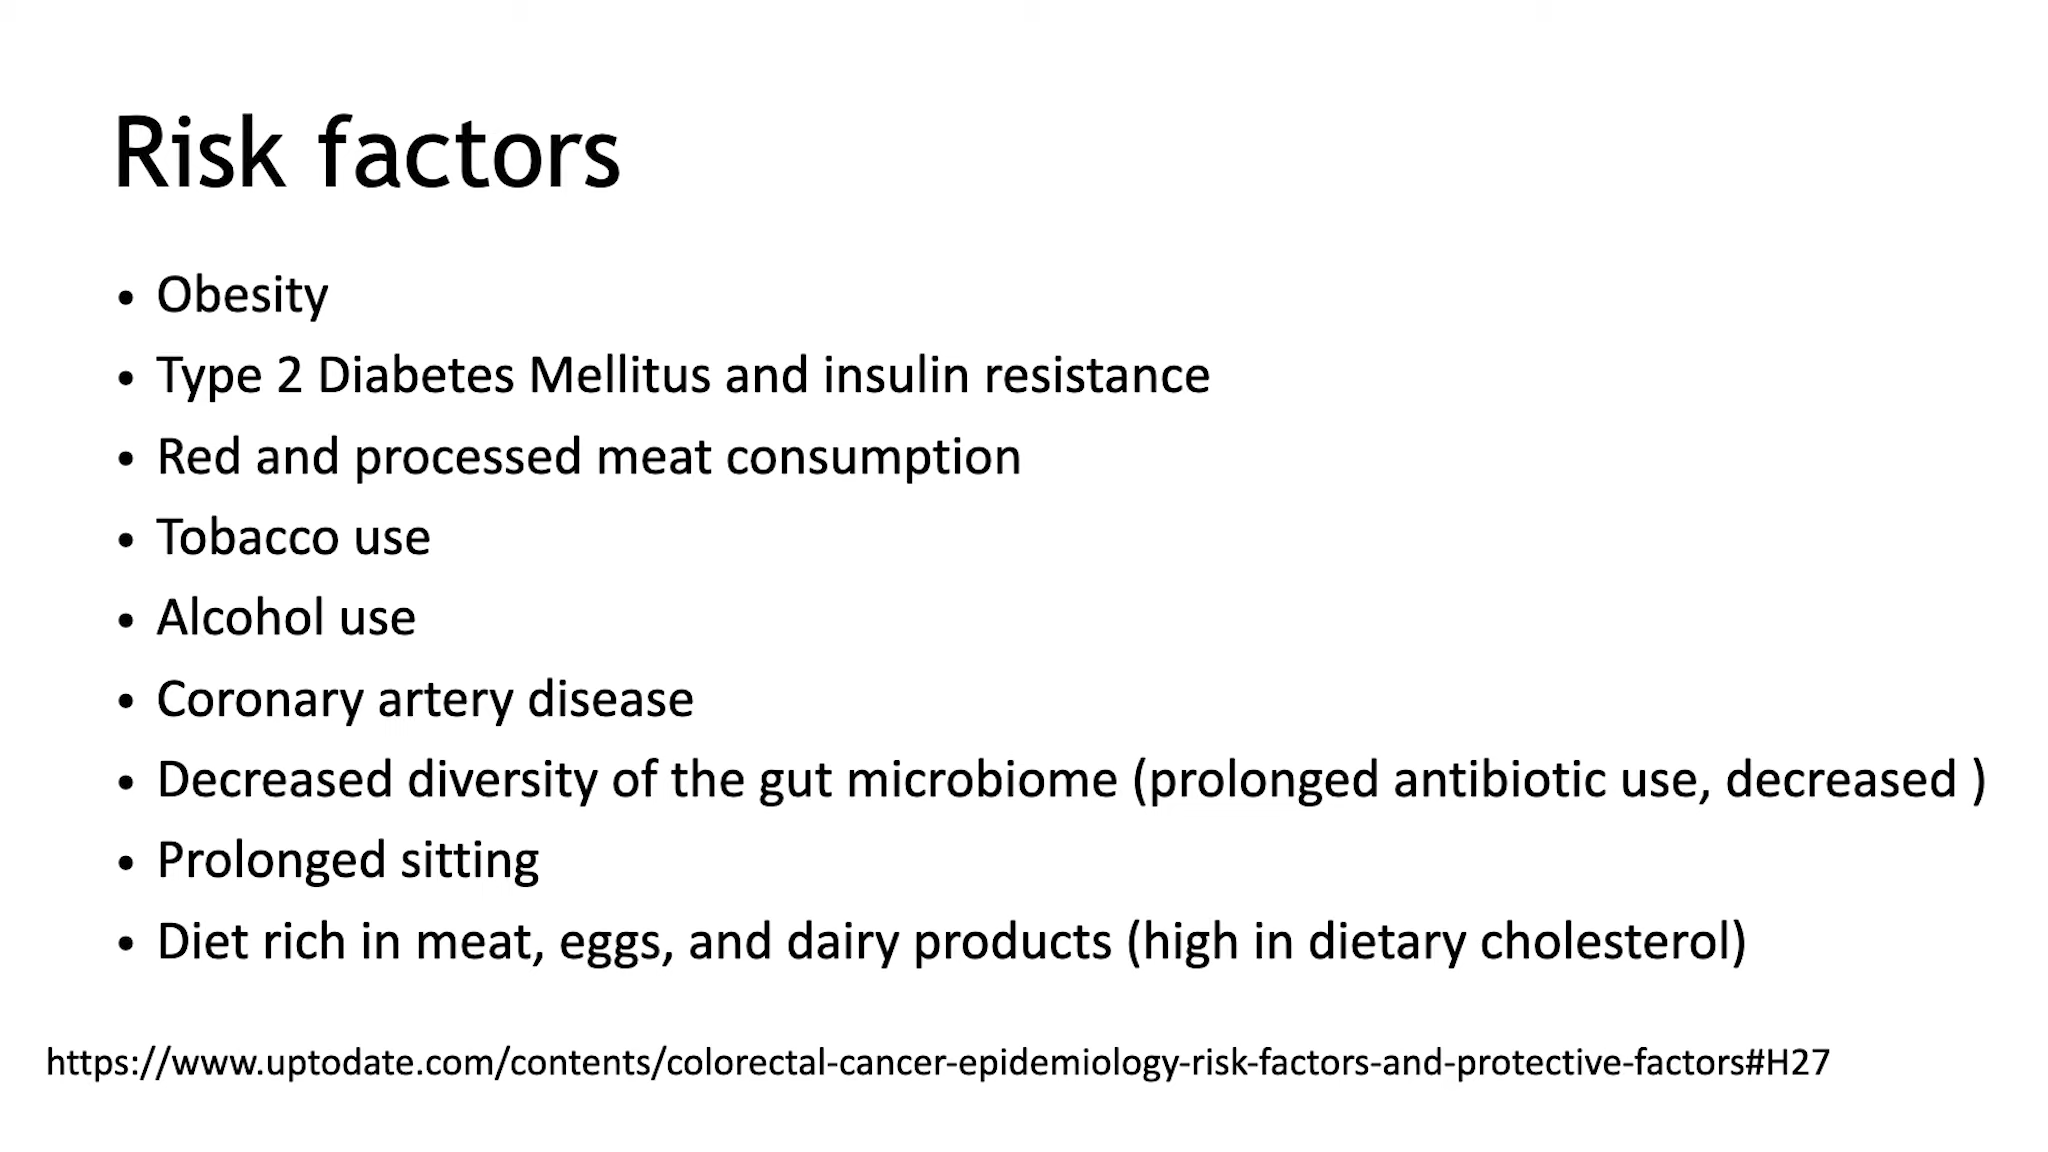 Risk factors
• Obesity
• Type 2 Diabetes Mellitus and insulin resistance
• Red and processed meat consumption
• Tobacco use
• Alcohol use
• Coronary artery disease
• Decreased diversity of the gut microbiome (prolonged antibiotic use, decreased )
• Prolonged sitting
• Diet rich in meat, eggs, and dairy products (high in dietary cholesterol)
https://www.uptodate.com/contents/colorectal-cancer-epidemiology-risk-factors-and-protective-factors#H27